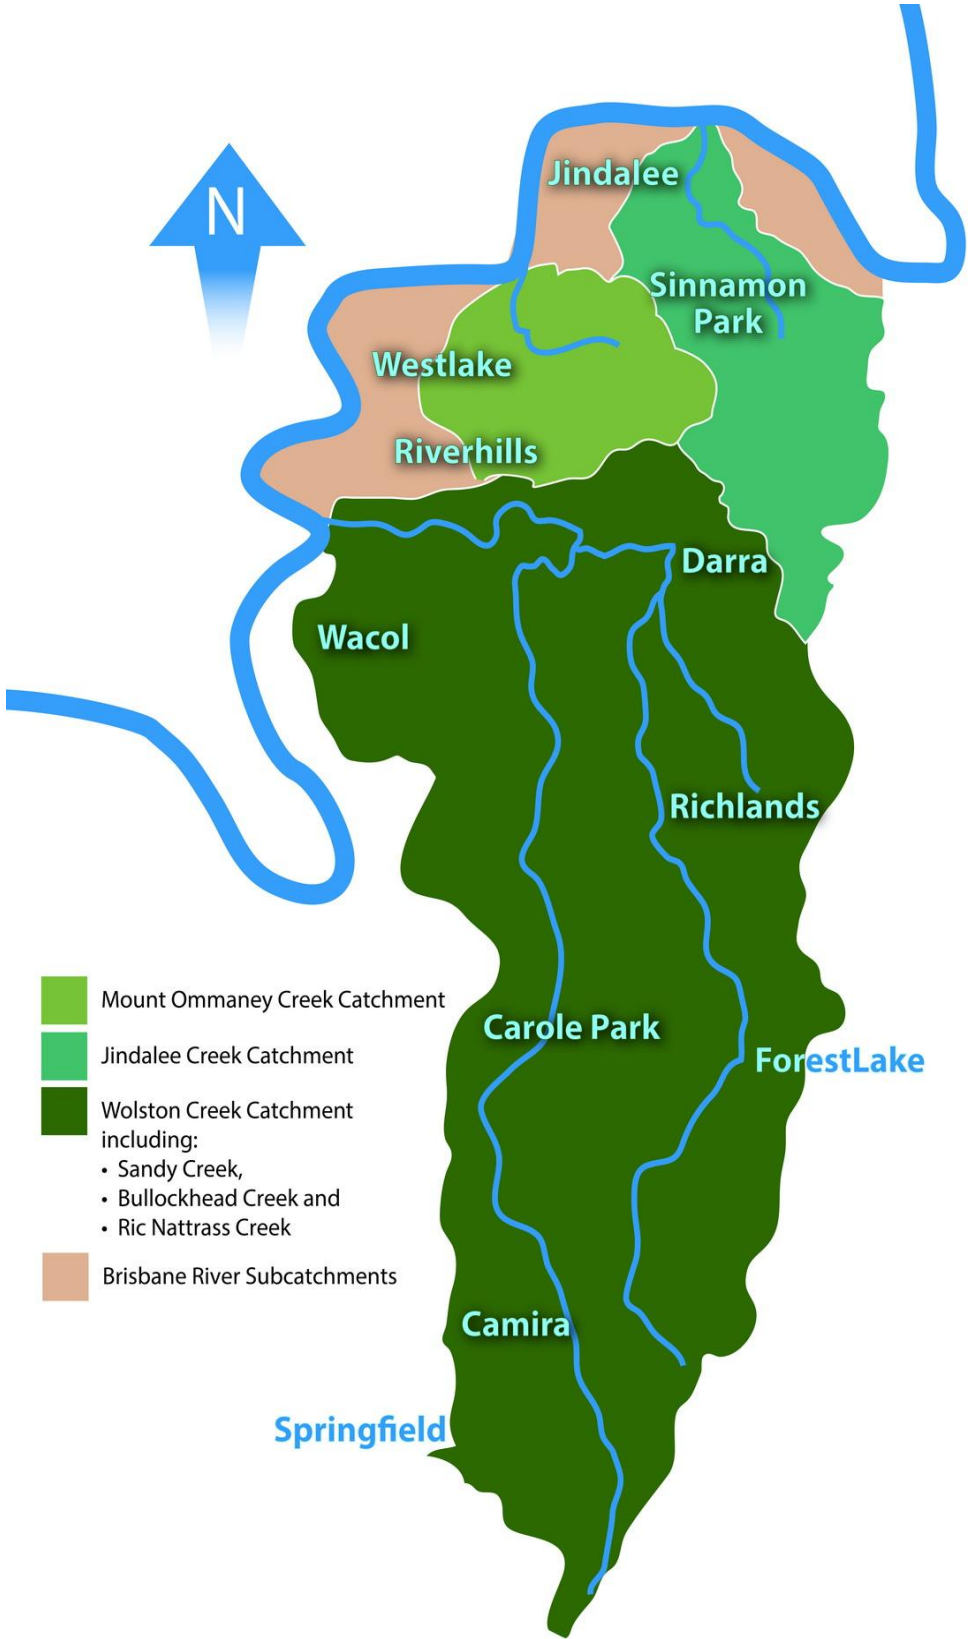 N
Jindalee
Sinnamon
Park
Westlake
Riverhills
Darra
Wacol
Richlands
Carole Park
ForestLake
Camira
Springfield
Mount Ommaney Creek Catchment
Jindalee Creek Catchment
Wolston Creek Catchment
including:
• Sandy Creek,
• Bullockhead Creek and
• Ric Nattrass Creek
Brisbane River Subcatchments